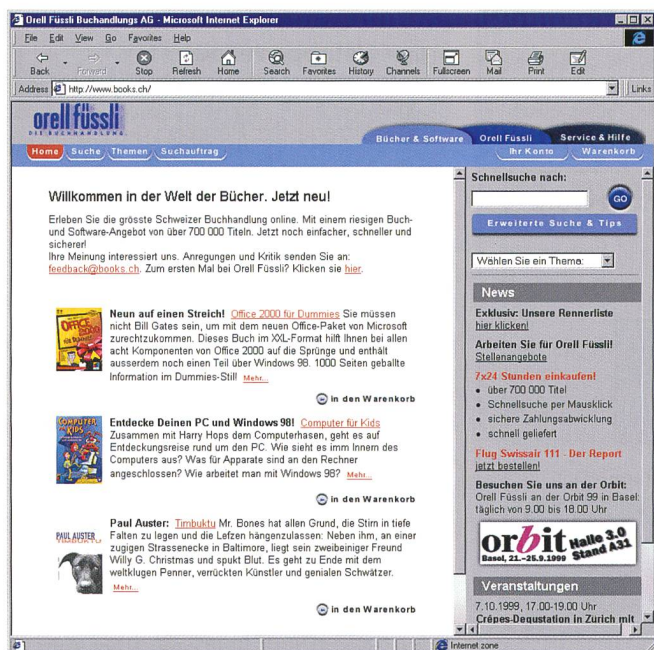 Orell Füssli Buchhandlungs AG - Microsoft Internet Explorer
File Edit View Go Favorites Help
Back Forward Stop Refresh Home Search Favorites History Channels Fullscreen Mail Print Edit
Address http://www.books.ch/ Links
orell füssli
DIE BUCHHANDLUNG.
Bücher & Software Orell Füssli Service & Hilfe
Home Suche Themen Suchauftrag Ihr Konto Warenkorb
Willkommen in der Welt der Bücher. Jetzt neu!
Erleben Sie die grösste Schweizer Buchhandlung online. Mit einem riesigen Buch-
und Software-Angebot von über 700 000 Titeln. Jetzt noch einfacher, schneller und
sicherer!
Ihre Meinung interessiert uns. Anregungen und Kritik senden Sie an:
feedback@books.ch. Zum ersten Mal bei Orell Füssli? Klicken sie hier.
OFFICE
2000
FÜR DUMMIES
Neun auf einen Streich! Office 2000 für Dummies Sie müssen
nicht Bill Gates sein, um mit dem neuen Office-Paket von Microsoft
zurechtzukommen. Dieses Buch im XXL-Format hilft Ihnen bei allen
acht Komponenten von Office 2000 auf die Sprünge und enthält
ausserdem noch einen Teil über Windows 98. 1000 Seiten geballte
Information im Dummies-Stil! Mehr...
in den Warenkorb
COMPUTER
KIDS
Entdecke Deinen PC und Windows 98! Computer für Kids
Zusammen mit Harry Hops dem Computerhasen, geht es auf
Entdeckungsreise rund um den PC. Wie sieht es imm Innern des
Computers aus? Was für Apparate sind an den Rechner
angeschlossen? Wie arbeitet man mit Windows 98? Mehr...
in den Warenkorb
PAUL AUSTER
TIMBUKTU
Paul Auster: Timbuktu Mr. Bones hat allen Grund, die Stirn in tiefe
Falten zu legen und die Lefzen hängenzulassen: Neben ihm, an einer
zugigen Strassenecke in Baltimore, liegt sein zweibeiniger Freund
Willy G. Christmas und spukt Blut. Es geht zu Ende mit dem
weltklugen Penner, verrückten Künstler und genialen Schwätzer.
Mehr...
in den Warenkorb
Schnellsuche nach:
GO
Erweiterte Suche & Tips
Wählen Sie ein Thema:
News
Exklusiv: Unsere Rennerliste
hier klicken!
Arbeiten Sie für Orell Füssli!
Stellenangebote
7x24 Stunden einkaufen!
• über 700 000 Titel
• Schnellsuche per Mausklick
• sichere Zahlungsabwicklung
• schnell geliefert
Flug Swissair 111 - Der Report
jetzt bestellen!
Besuchen Sie uns an der Orbit:
Orell Füssli an der Orbit 99 in Basel:
täglich von 9.00 bis 18.00 Uhr
orbit Halle 3.0
Stand A31
Basel, 21.-25.9.1999
Veranstaltungen
7.10.1999, 17.00-19.00 Uhr
Crêpes-Degustation in Zürich mit
Internet zone